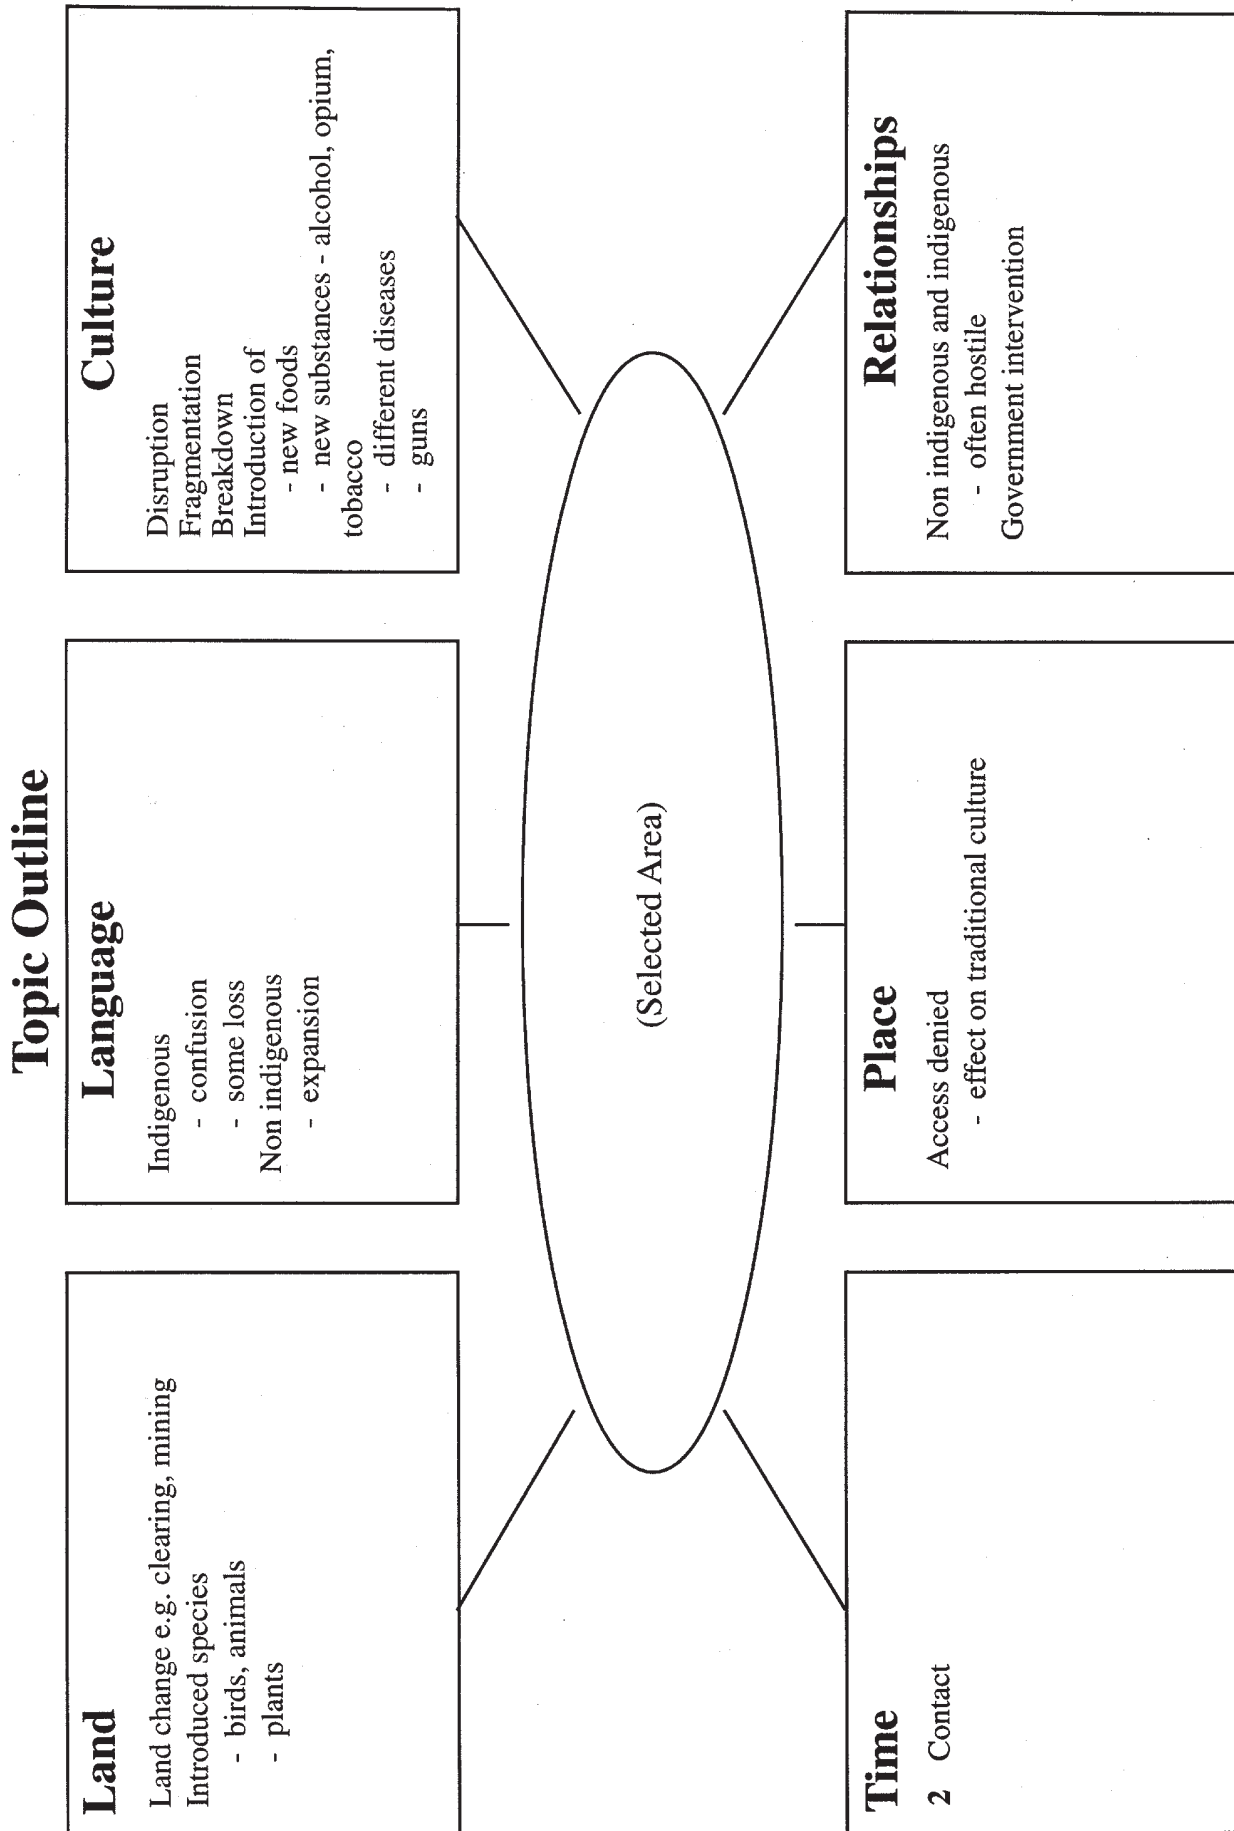 Topic Outline
Land
Land change e.g. clearing, mining
Introduced species
- birds, animals
- plants
Language
Indigenous
- confusion
- some loss
Non indigenous
- expansion
Culture
Disruption
Fragmentation
Breakdown
Introduction of
- new foods
- new substances - alcohol, opium,
tobacco
- different diseases
- guns
(Selected Area)
Time
2 Contact
Place
Access denied
- effect on traditional culture
Relationships
Non indigenous and indigenous
- often hostile
Government intervention